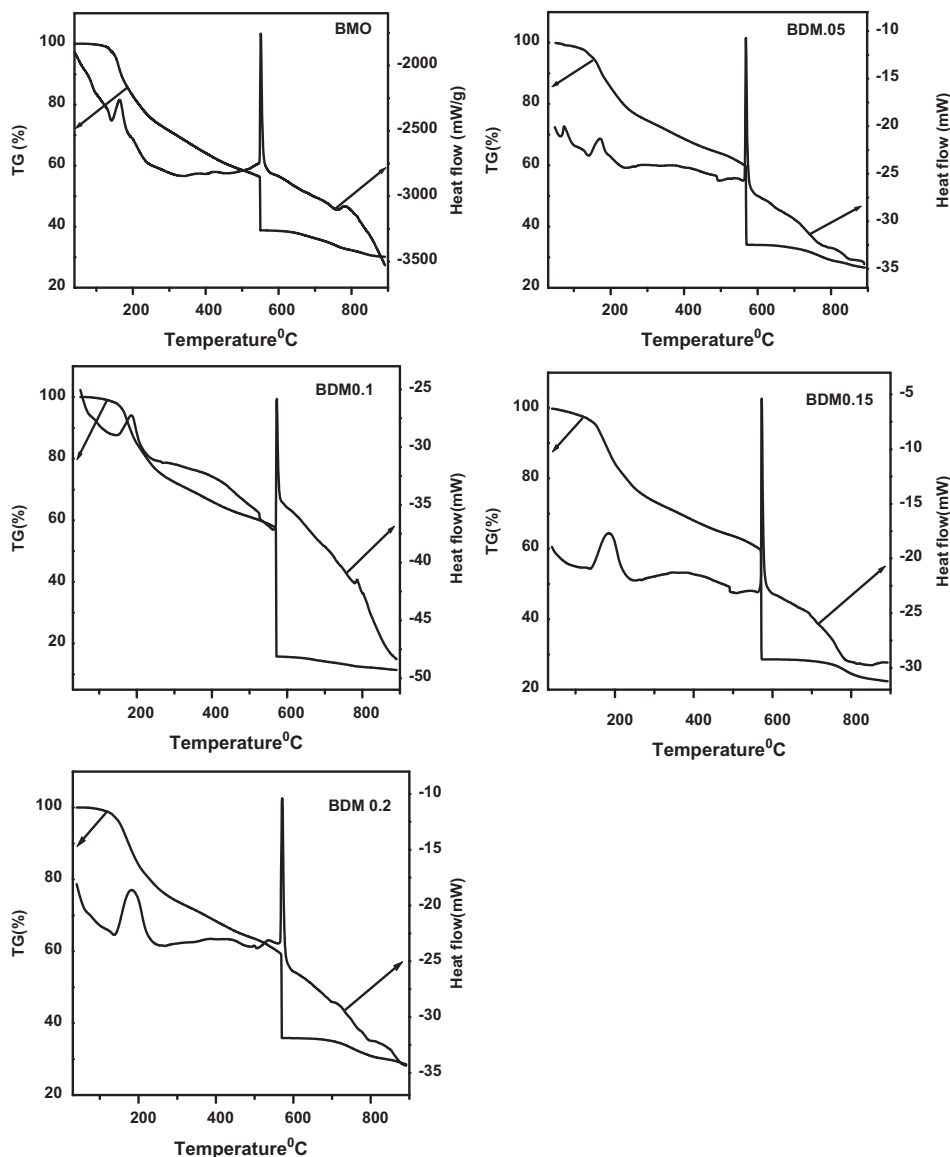 BMO
TG (%)
100
80
60
40
20
200 400 600 800
Temperature⁰C
-2000
-2500
-3000
-3500
Heat flow (mW/g)
BDM.05
TG (%)
100
80
60
40
20
200 400 600 800
Temperature⁰C
-10
-15
-20
-25
-30
-35
Heat flow (mW)
BDM0.1
TG(%)
100
80
60
40
20
200 400 600 800
Temperature⁰C
-25
-30
-35
-40
-45
-50
Heat flow(mW)
BDM0.15
TG(%)
100
80
60
40
20
200 400 600 800
Temperature⁰C
-5
-10
-15
-20
-25
-30
Heat flow(mW)
BDM 0.2
TG(%)
100
80
60
40
20
200 400 600 800
Temperature⁰C
-10
-15
-20
-25
-30
-35
Heat flow(mW)